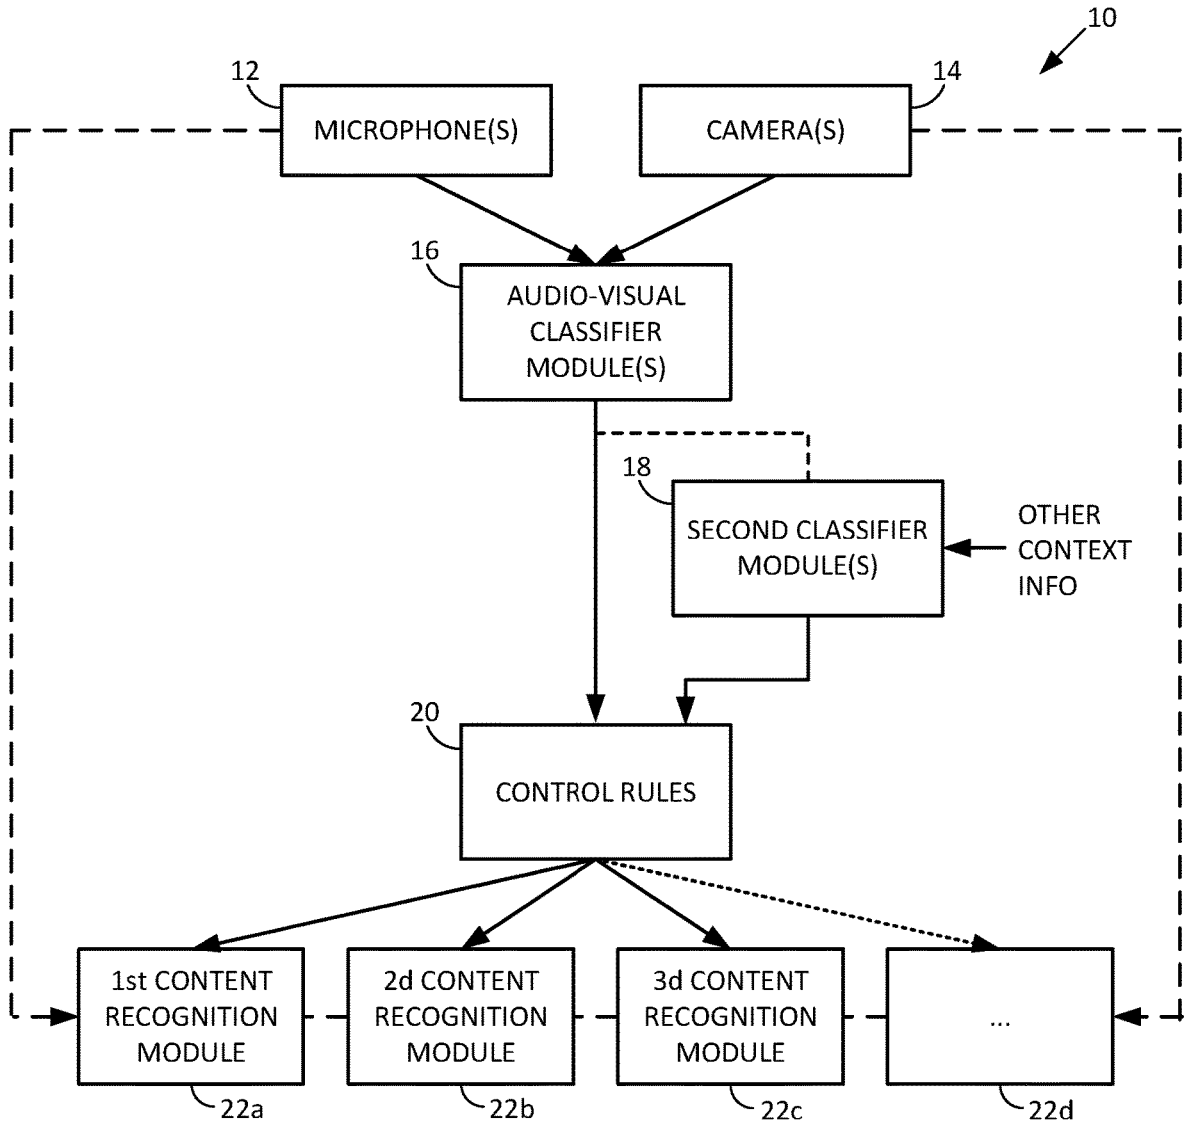 10
12
14
MICROPHONE(S)
CAMERA(S)
16
AUDIO-VISUAL
CLASSIFIER
MODULE(S)
18
SECOND CLASSIFIER
MODULE(S)
OTHER
CONTEXT
INFO
20
CONTROL RULES
1st CONTENT
RECOGNITION
MODULE
2d CONTENT
RECOGNITION
MODULE
3d CONTENT
RECOGNITION
MODULE
...
22a
22b
22c
22d